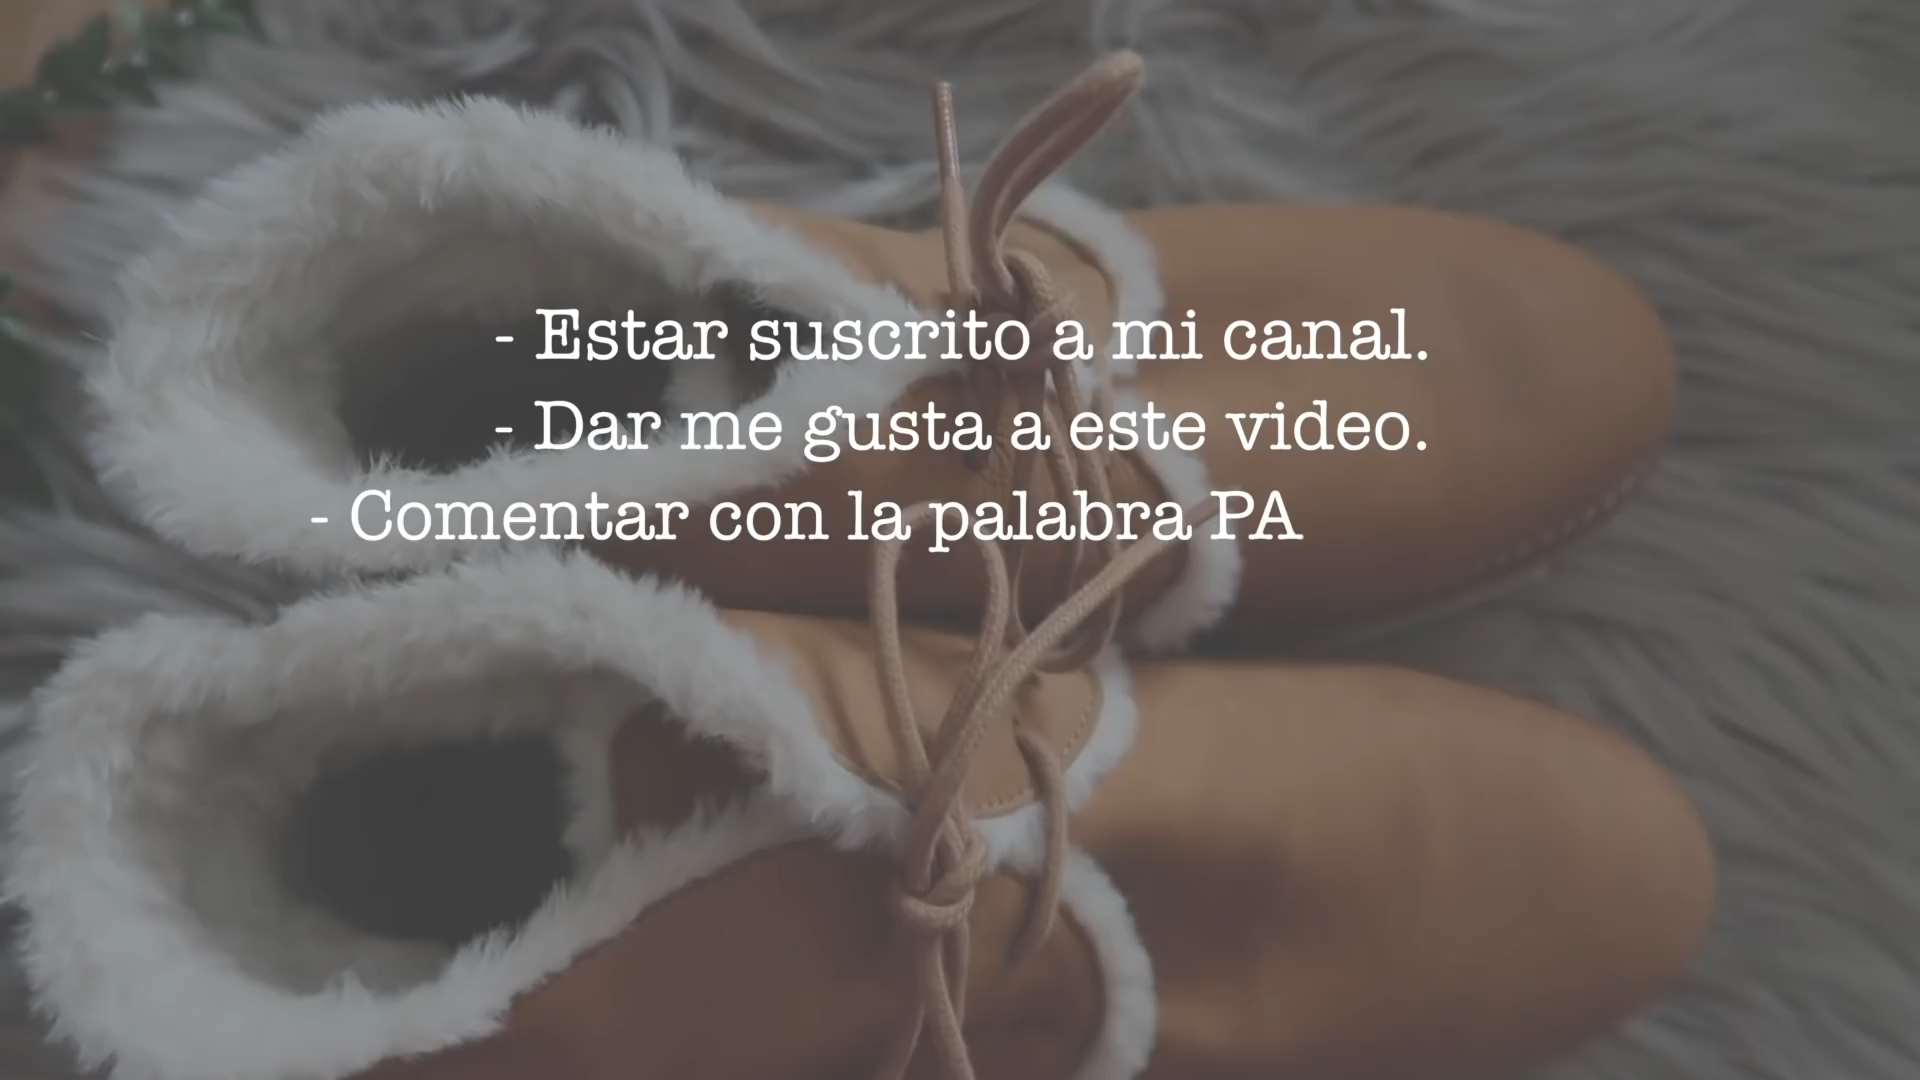 - Estar suscrito a mi canal.
- Dar me gusta a este video.
- Comentar con la palabra PA